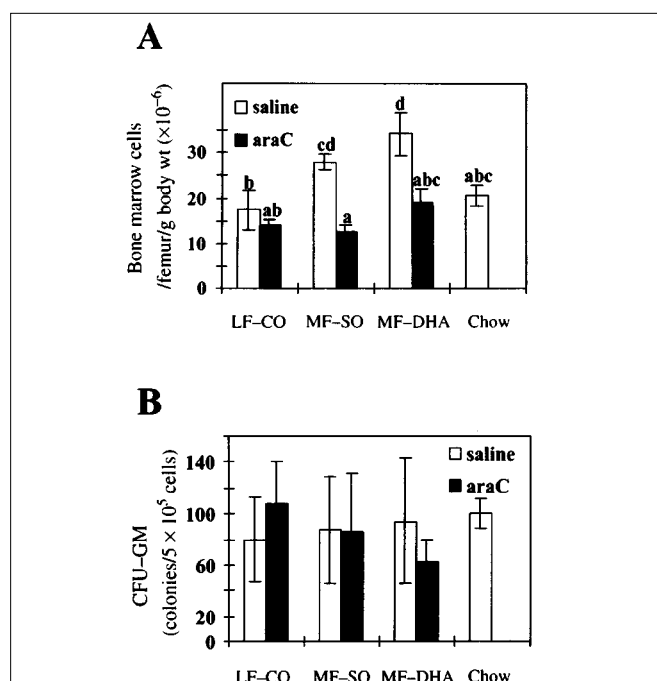 A
Bone marrow cells
/femur/g body wt (×10⁻⁶)
30
20
10
0
saline
araC
b
ab
cd
a
d
abc
abc
LF–CO MF–SO MF–DHA Chow
B
CFU–GM
(colonies/5 × 10⁵ cells)
140
100
60
20
0
saline
araC
LF–CO MF–SO MF–DHA Chow